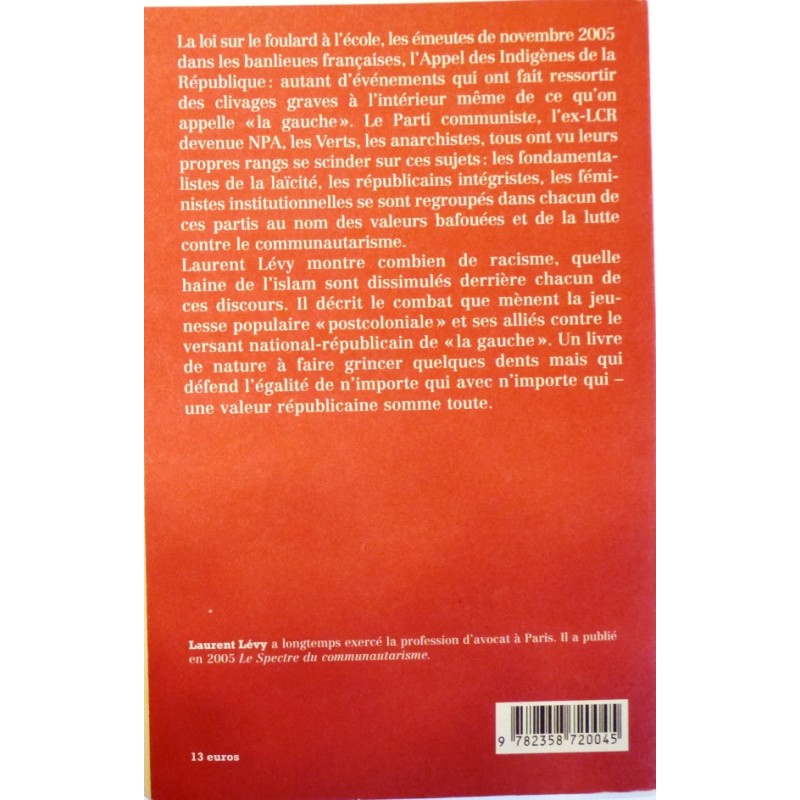 La loi sur le foulard à l'école, les émeutes de novembre 2005
dans les banlieues françaises, l'Appel des Indigènes de la
République : autant d'événements qui ont fait ressortir
des clivages graves à l'intérieur même de ce qu'on
appelle « la gauche ». Le Parti communiste, l'ex-LCR
devenue NPA, les Verts, les anarchistes, tous ont vu leurs
propres rangs se scinder sur ces sujets : les fondamenta-
listes de la laïcité, les républicains intégristes, les fémi-
nistes institutionnelles se sont regroupés dans chacun de
ces partis au nom des valeurs bafouées et de la lutte
contre le communautarisme.
Laurent Lévy montre combien de racisme, quelle
haine de l'islam sont dissimulés derrière chacun de
ces discours. Il décrit le combat que mènent la jeu-
nesse populaire « postcoloniale » et ses alliés contre le
versant national-républicain de « la gauche ». Un livre
de nature à faire grincer quelques dents mais qui
défend l'égalité de n'importe qui avec n'importe qui –
une valeur républicaine somme toute.
Laurent Lévy a longtemps exercé la profession d'avocat à Paris. Il a publié
en 2005 Le Spectre du communautarisme.
9 782358 720045
13 euros